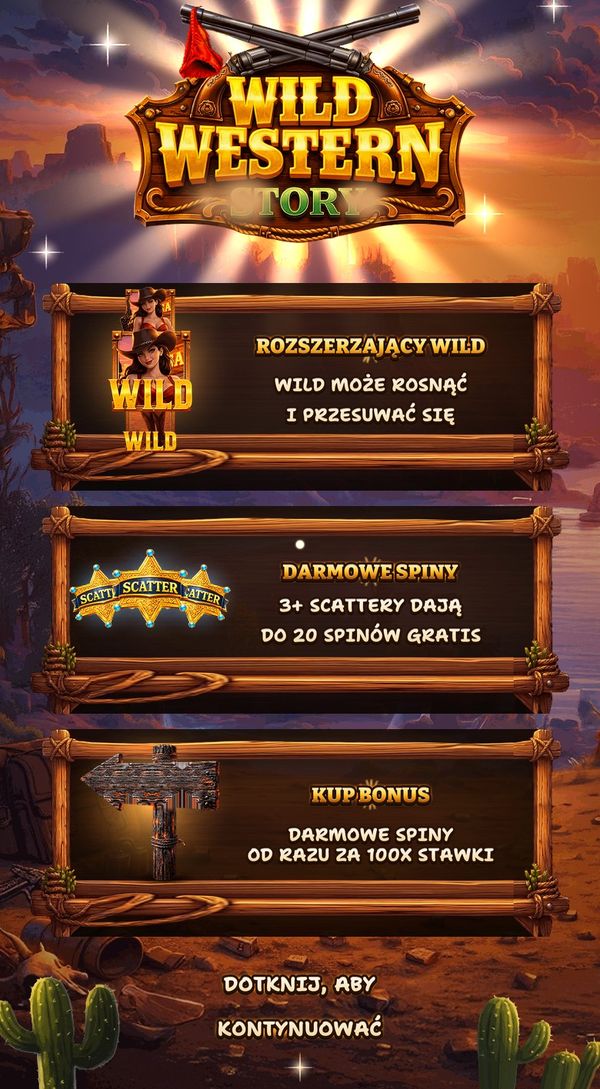 WILD
WESTERN
STORY
WILD
WILD
ROZSZERZAJĄCY WILD
WILD MOŻE ROSNĄĆ
I PRZESUWAĆ SIĘ
SCATTER
DARMOWE SPINY
3+ SCATTERY DAJĄ
DO 20 SPINÓW GRATIS
KUP BONUS
DARMOWE SPINY
OD RAZU ZA 100X STAWKI
DOTKNIJ, ABY
KONTYNUOWAĆ